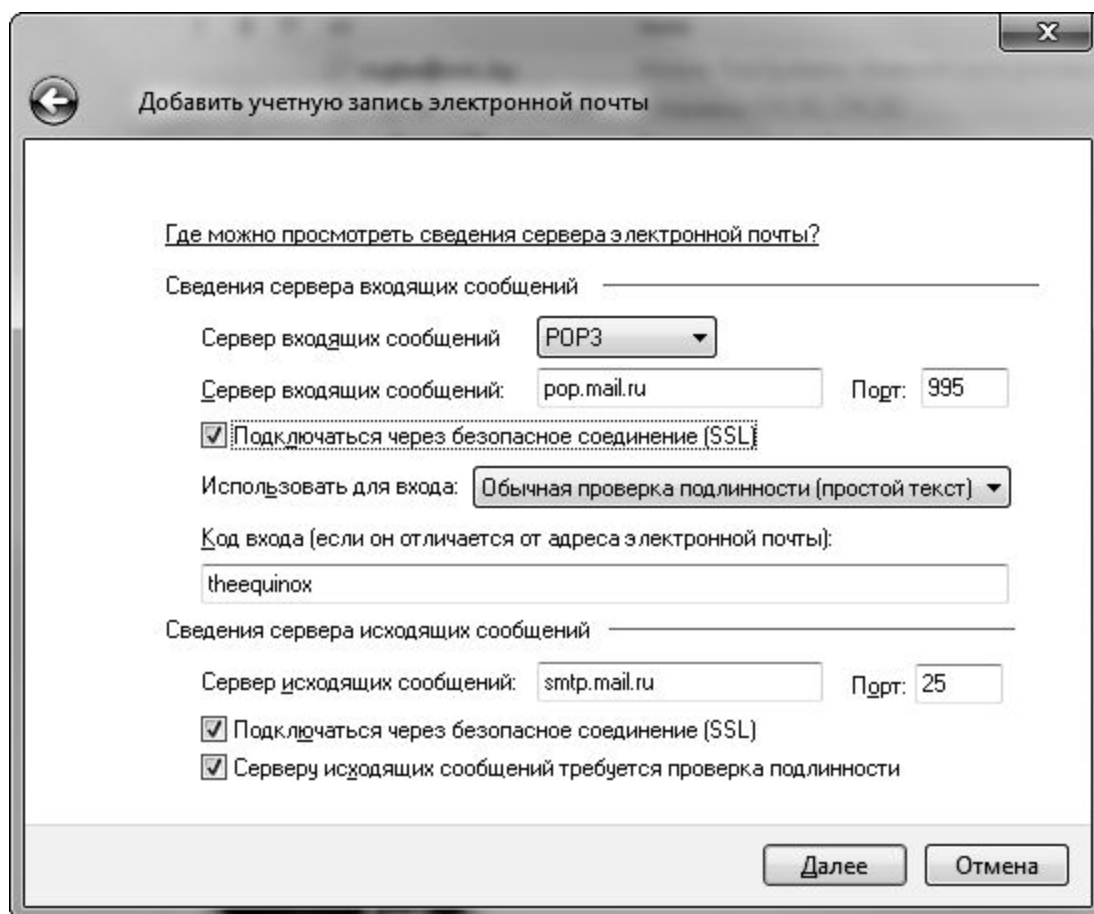 X
Добавить учетную запись электронной почты
Где можно просмотреть сведения сервера электронной почты?
Сведения сервера входящих сообщений
Сервер входящих сообщений POP3
Сервер входящих сообщений: pop.mail.ru Порт: 995
Подключаться через безопасное соединение (SSL)
Использовать для входа: Обычная проверка подлинности (простой текст)
Код входа (если он отличается от адреса электронной почты):
theequinox
Сведения сервера исходящих сообщений
Сервер исходящих сообщений: smtp.mail.ru Порт: 25
Подключаться через безопасное соединение (SSL)
Серверу исходящих сообщений требуется проверка подлинности
Далее Отмена